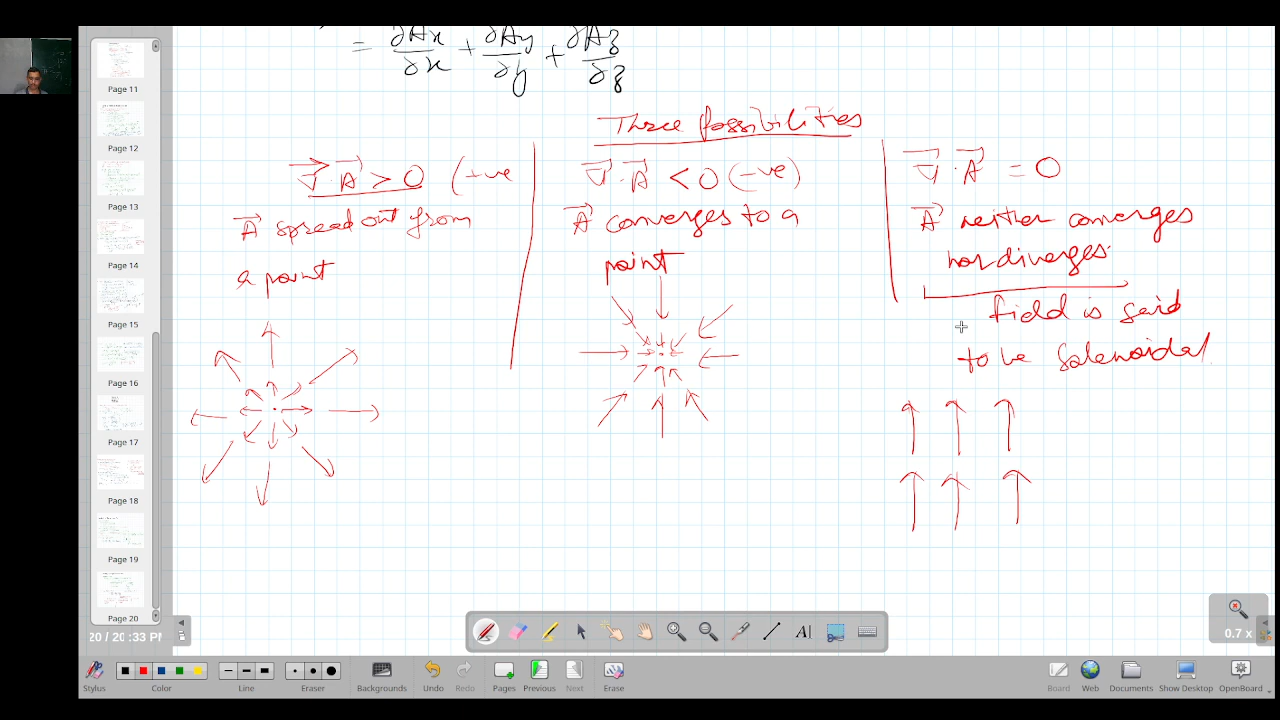 = ∂Ax/∂x + ∂Ay/∂y + ∂Az/∂z
Three possibilities
∇⃗·A⃗ > 0 (+ve
A⃗ spread out from
a point
∇⃗·A⃗ < 0 (-ve)
A⃗ converges to a
point
∇⃗·A⃗ = 0
A⃗ neither converges
nor diverges.
field is said
to be solenoidal
Page 11
Page 12
Page 13
Page 14
Page 15
Page 16
Page 17
Page 18
Page 19
Page 20
20 / 20 :33 PM
0.7 x
Stylus
Color
Line
Eraser
Backgrounds
Undo
Redo
Pages
Previous
Next
Erase
Board
Web
Documents
Show Desktop
OpenBoard